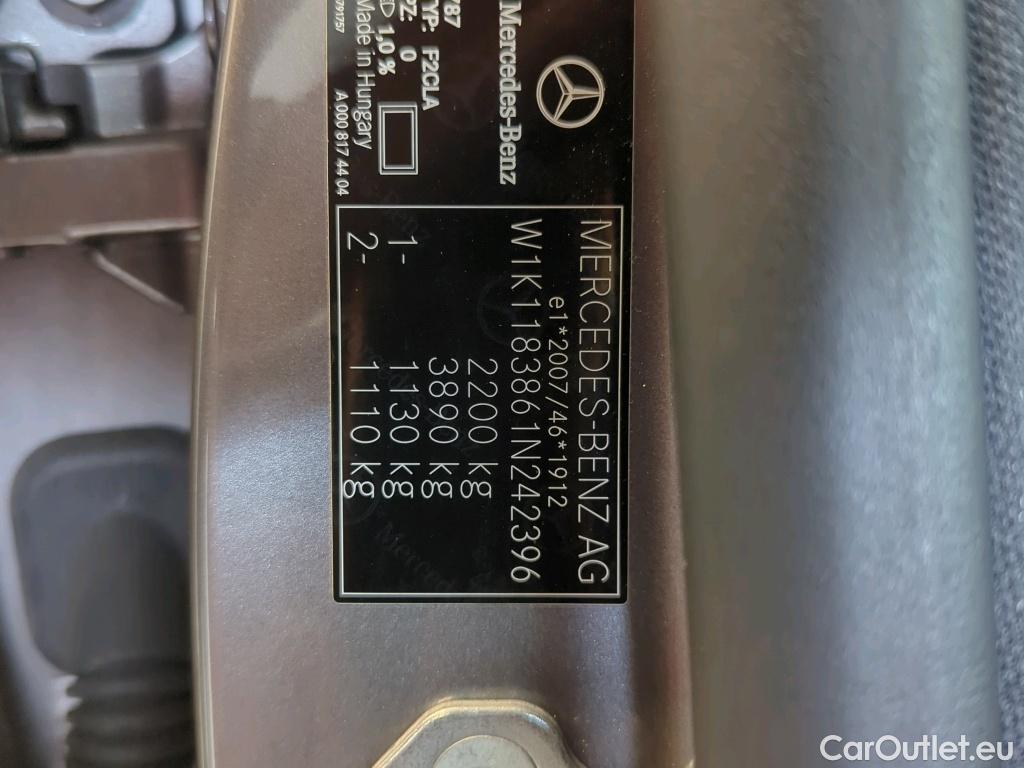 Mercedes-Benz
787
TYP: F2CLA
PZ: 0
1.0 %
Made in Hungary
A 000 817 44 04
MERCEDES-BENZ AG
e1*2007/46*1912
W1K1183861N242396
2200 kg
3890 kg
1- 1130 kg
2- 1110 kg
CarOutlet.eu